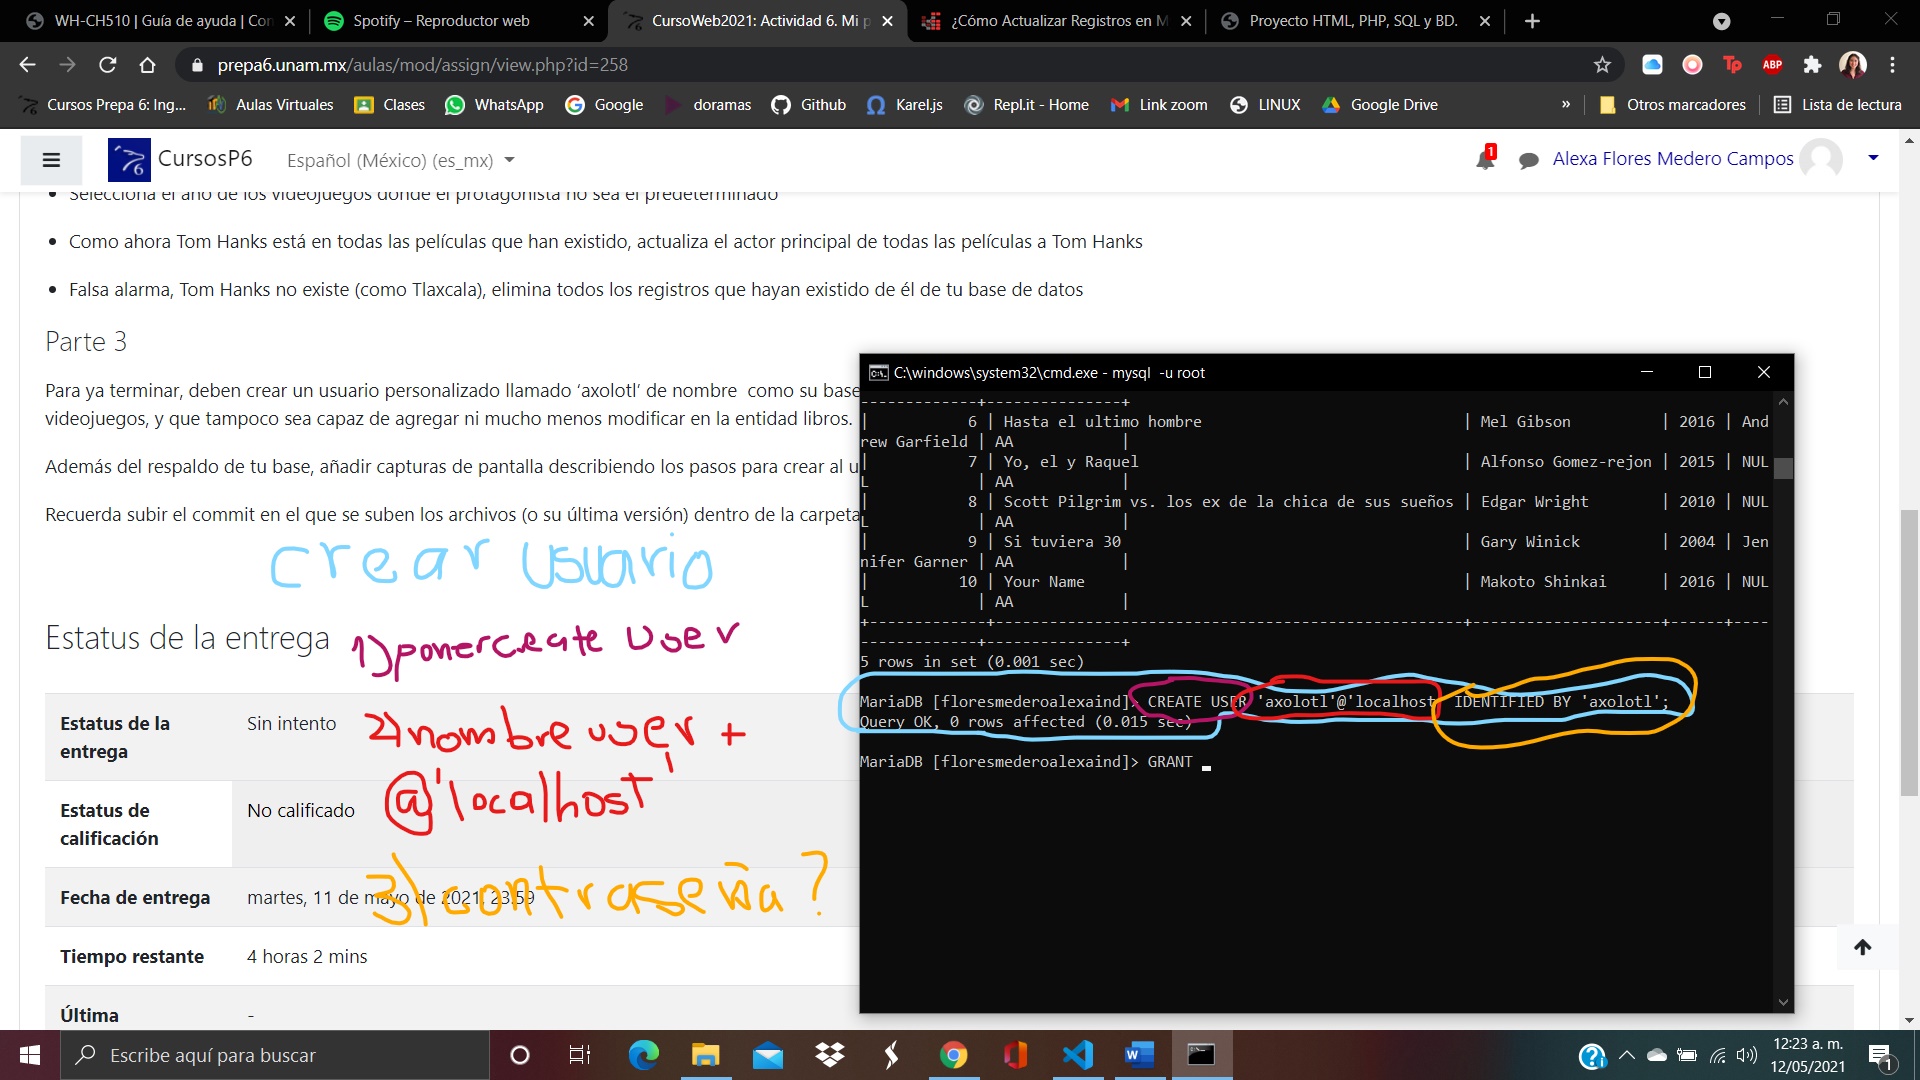 WH-CH510 | Guía de ayuda | Con
Spotify – Reproductor web
CursoWeb2021: Actividad 6. Mi p
¿Cómo Actualizar Registros en M
Proyecto HTML, PHP, SQL y BD.
prepa6.unam.mx/aulas/mod/assign/view.php?id=258
Tp
ABP
Cursos Prepa 6: Ing...
Aulas Virtuales
Clases
WhatsApp
Google
doramas
Github
Karel.js
Repl.it - Home
Link zoom
LINUX
Google Drive
»
Otros marcadores
Lista de lectura
CursosP6
Español (México) (es_mx)
1
Alexa Flores Medero Campos
Selecciona el año de los videojuegos donde el protagonista no sea el predeterminado
Como ahora Tom Hanks está en todas las películas que han existido, actualiza el actor principal de todas las películas a Tom Hanks
Falsa alarma, Tom Hanks no existe (como Tlaxcala), elimina todos los registros que hayan existido de él de tu base de datos
Parte 3
Para ya terminar, deben crear un usuario personalizado llamado ‘axolotl’ de nombre como su base
videojuegos, y que tampoco sea capaz de agregar ni mucho menos modificar en la entidad libros.
Además del respaldo de tu base, añadir capturas de pantalla describiendo los pasos para crear al u
Recuerda subir el commit en el que se suben los archivos (o su última versión) dentro de la carpeta
crear usuario
Estatus de la entrega
1) poner create user
Estatus de la entrega
Sin intento
2) nombre user +
@'localhost'
Estatus de calificación
No calificado
3) contraseña?
Fecha de entrega
martes, 11 de mayo de 2021, 23:59
Tiempo restante
4 horas 2 mins
Última
-
C:\windows\system32\cmd.exe - mysql -u root
-------------+---------------+
| 6 | Hasta el ultimo hombre | Mel Gibson | 2016 | And
rew Garfield | AA |
| 7 | Yo, el y Raquel | Alfonso Gomez-rejon | 2015 | NUL
L | AA |
| 8 | Scott Pilgrim vs. los ex de la chica de sus sueños | Edgar Wright | 2010 | NUL
L | AA |
| 9 | Si tuviera 30 | Gary Winick | 2004 | Jen
nifer Garner | AA |
| 10 | Your Name | Makoto Shinkai | 2016 | NUL
L | AA |
+-------------+----------------------------------------------------+---------------------+------+----
-------------+---------------+
5 rows in set (0.001 sec)
MariaDB [floresmederoalexaind]> CREATE USER 'axolotl'@'localhost' IDENTIFIED BY 'axolotl';
Query OK, 0 rows affected (0.015 sec)
MariaDB [floresmederoalexaind]> GRANT _
Escribe aquí para buscar
12:23 a. m.
12/05/2021
1